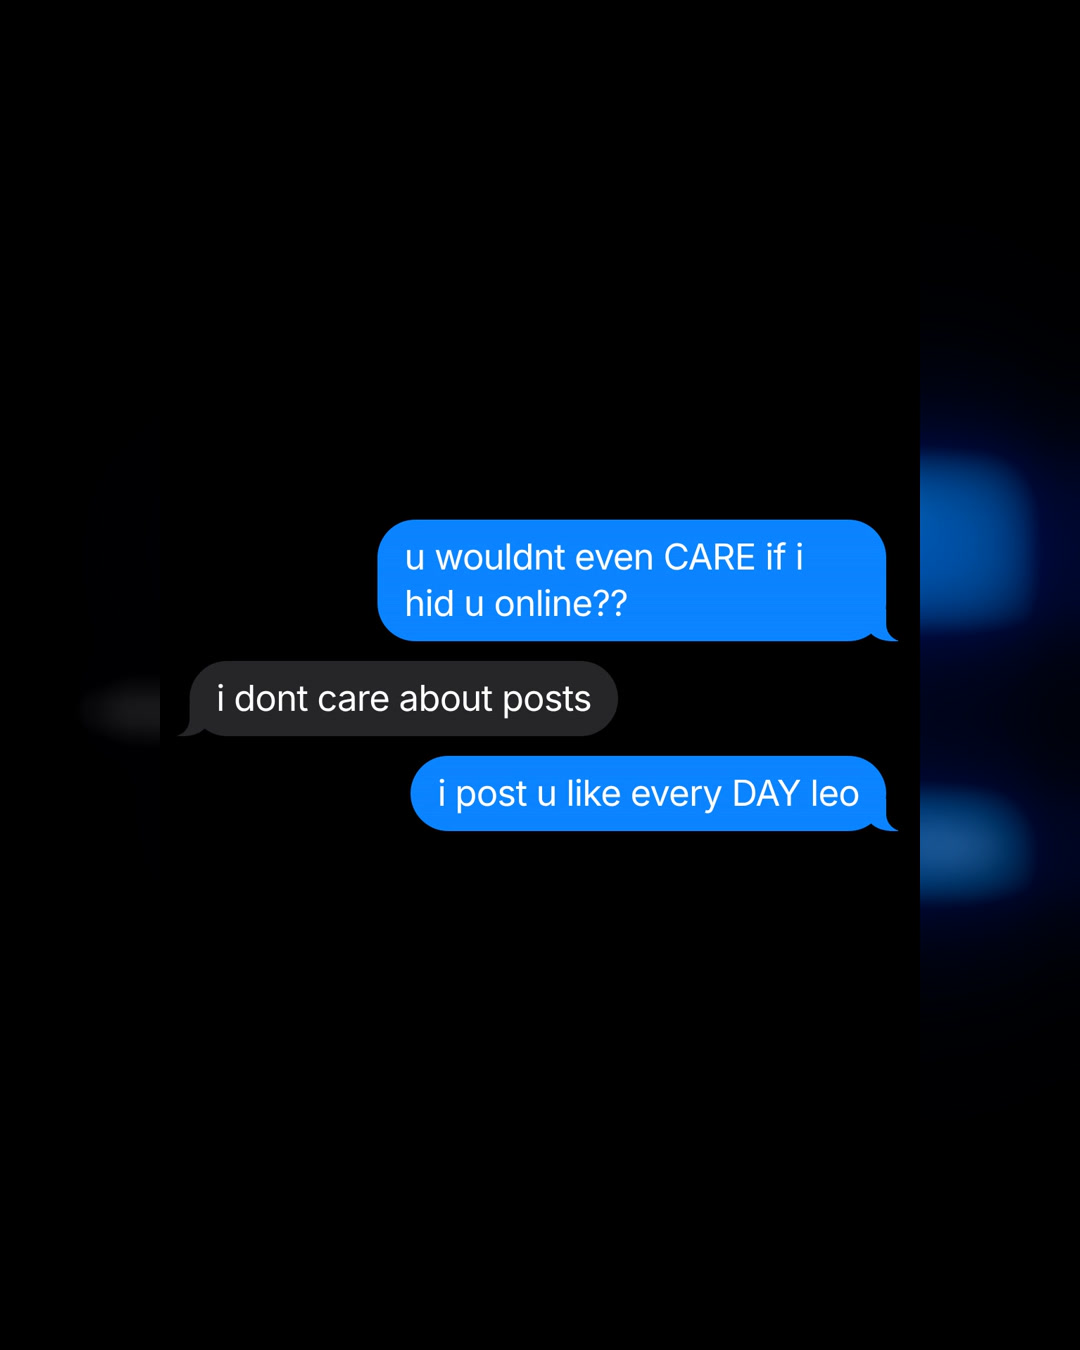 u wouldnt even CARE if i
hid u online??
i dont care about posts
i post u like every DAY leo